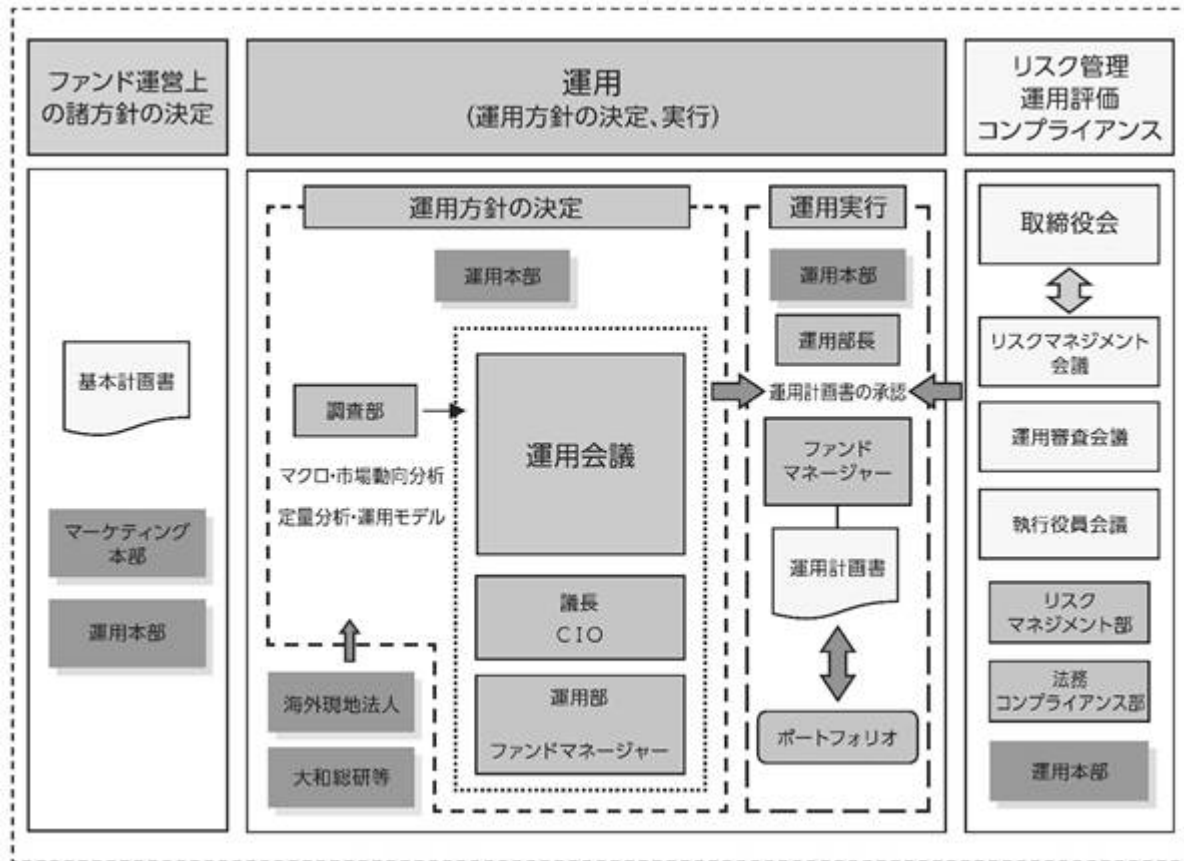 ファンド運営上
の諸方針の決定
運用
(運用方針の決定、実行)
リスク管理
運用評価
コンプライアンス
基本計画書
マーケティング
本部
運用本部
運用方針の決定
運用本部
調査部
マクロ・市場動向分析
定量分析・運用モデル
運用会議
議長
CIO
運用部
ファンドマネージャー
海外現地法人
大和総研等
運用実行
運用本部
運用部長
運用計画書の承認
ファンド
マネージャー
運用計画書
ポートフォリオ
取締役会
リスクマネジメント
会議
運用審査会議
執行役員会議
リスク
マネジメント部
法務
コンプライアンス部
運用本部